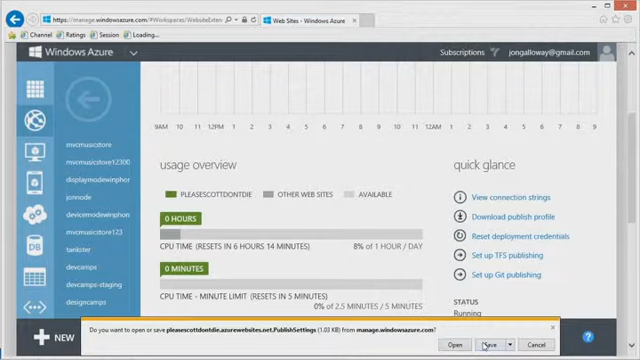 https://manage.windowsazure.com/#Workspaces/WebsiteExten
Web Sites - Windows Azure
Channel Ratings Session Loading...
Windows Azure
Subscriptions
jongalloway@gmail.com
9AM 10 11 12PM 1 2 3 4 5 6 7 8 9 10 11 12AM 1 2 3 4 5 6 7 8 9
mvcmusicstore
mvcmusicstore12300
displaymodewinphon
jonnode
devicemodewinphon
mvcmusicstore123
tankster
devcamps
devcamps-staging
designcamps
NEW
usage overview
PLEASESCOTTDONTDIE OTHER WEB SITES AVAILABLE
0 HOURS
CPU TIME (RESETS IN 6 HOURS 14 MINUTES) 8% of 1 HOUR / DAY
0 MINUTES
CPU TIME - MINUTE LIMIT (RESETS IN 5 MINUTES)
0% of 2.5 MINUTES / 5 MINUTES
quick glance
View connection strings
Download publish profile
Reset deployment credentials
Set up TFS publishing
Set up Git publishing
STATUS
Running
Do you want to open or save pleasescottdontdie.azurewebsites.net.PublishSettings (1.03 KB) from manage.windowsazure.com?
Open Save Cancel